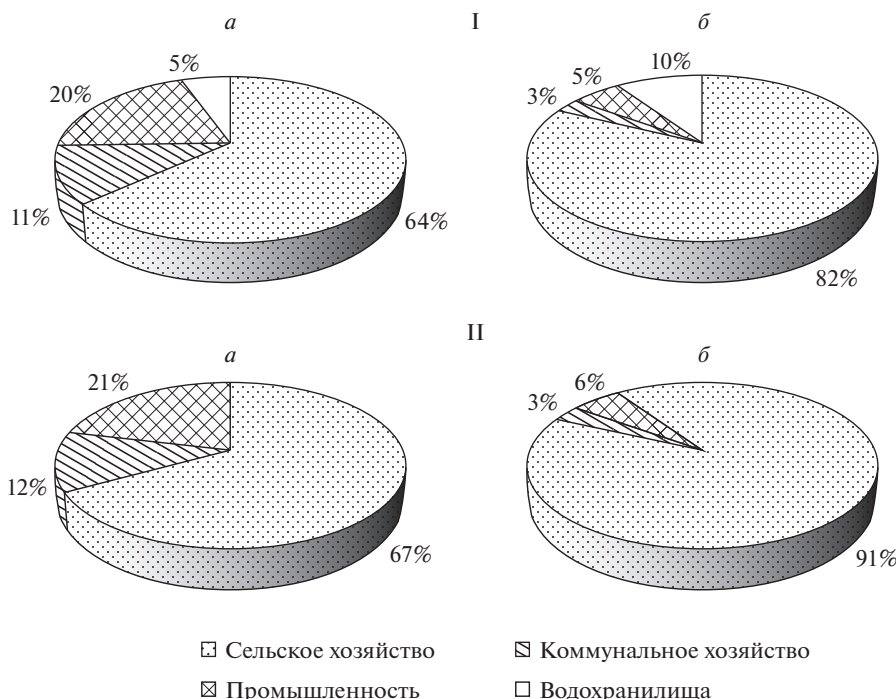 а I б
5%
20%
11%
64%
10%
5%
3%
82%
II
а б
21%
12%
67%
6%
3%
91%
Сельское хозяйство Коммунальное хозяйство
Промышленность Водохранилища